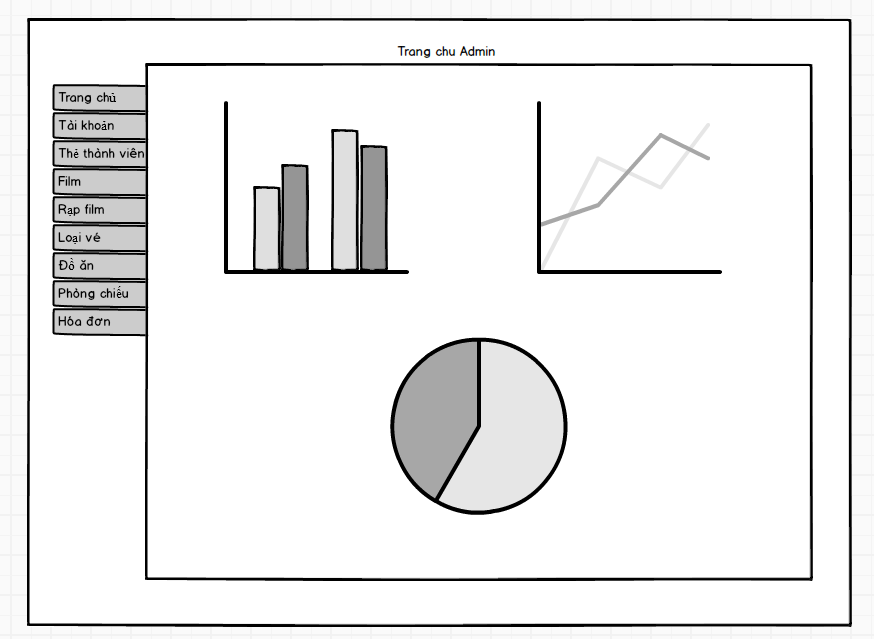 Trang chu Admin
Trang chủ
Tài khoản
Thẻ thành viên
Film
Rạp film
Loại vé
Đồ ăn
Phòng chiếu
Hóa đơn